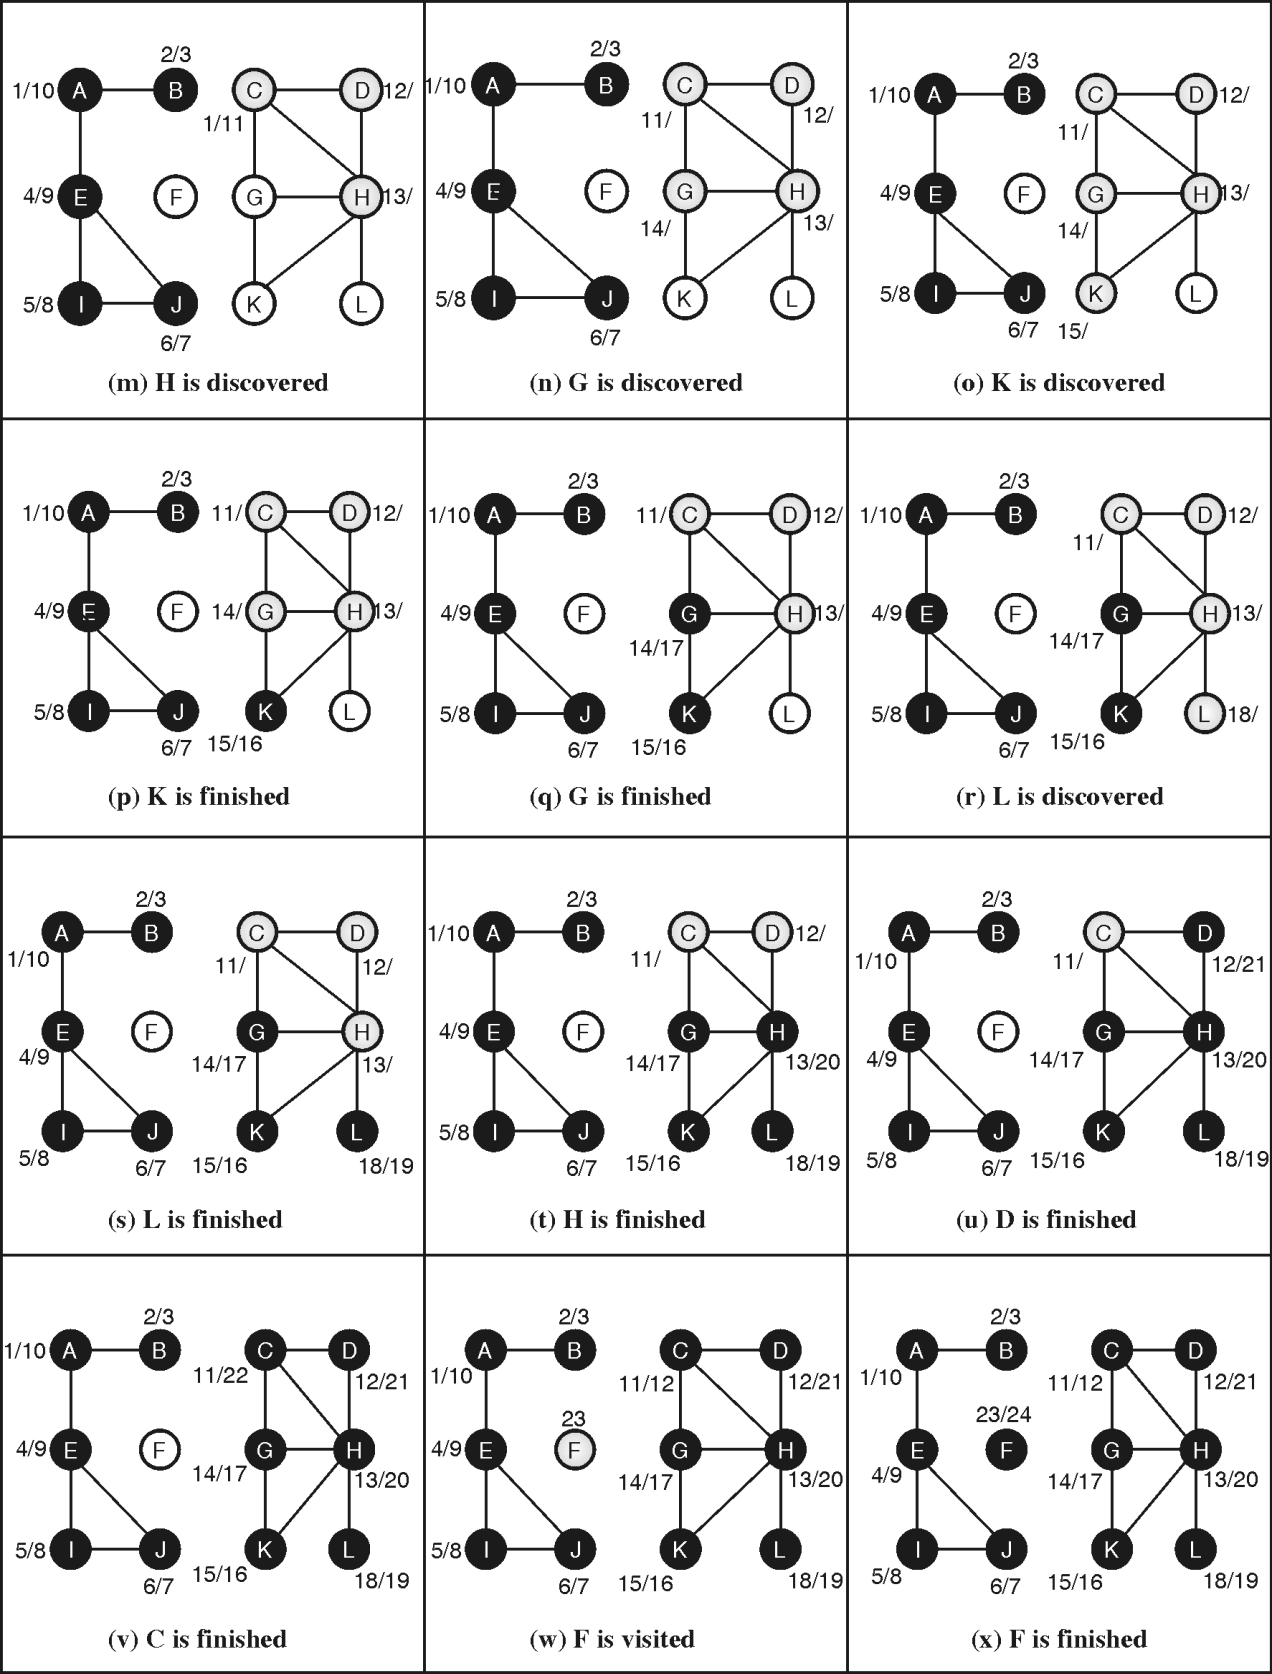 2/3
1/10 A B C D 12/
1/11
4/9 E F G H 13/
5/8 I J K L
6/7
(m) H is discovered
2/3
1/10 A B C D
11/ 12/
4/9 E F G H
14/ 13/
5/8 I J K L
6/7
(n) G is discovered
2/3
1/10 A B C D 12/
11/
4/9 E F G H 13/
14/
5/8 I J K L
6/7 15/
(o) K is discovered
2/3
1/10 A B 11/ C D 12/
4/9 E F 14/ G H 13/
5/8 I J K L
6/7 15/16
(p) K is finished
2/3
1/10 A B 11/ C D 12/
4/9 E F G H 13/
14/17
5/8 I J K L
6/7 15/16
(q) G is finished
2/3
1/10 A B C D 12/
11/
4/9 E F G H 13/
14/17
5/8 I J K L 18/
6/7 15/16
(r) L is discovered
2/3
A B C D
1/10 11/ 12/
E F G H
4/9 14/17 13/
I J K L
5/8 6/7 15/16 18/19
(s) L is finished
2/3
1/10 A B C D 12/
11/
4/9 E F G H
14/17 13/20
5/8 I J K L
6/7 15/16 18/19
(t) H is finished
2/3
A B C D
1/10 11/ 12/21
E F G H
4/9 14/17 13/20
I J K L
5/8 6/7 15/16 18/19
(u) D is finished
2/3
1/10 A B C D
11/22 12/21
4/9 E F G H
14/17 13/20
5/8 I J K L
6/7 15/16 18/19
(v) C is finished
2/3
A B C D
1/10 11/12 12/21
23
4/9 E F G H
14/17 13/20
5/8 I J K L
6/7 15/16 18/19
(w) F is visited
2/3
A B C D
1/10 11/12 12/21
23/24
E F G H
4/9 14/17 13/20
I J K L
5/8 6/7 15/16 18/19
(x) F is finished